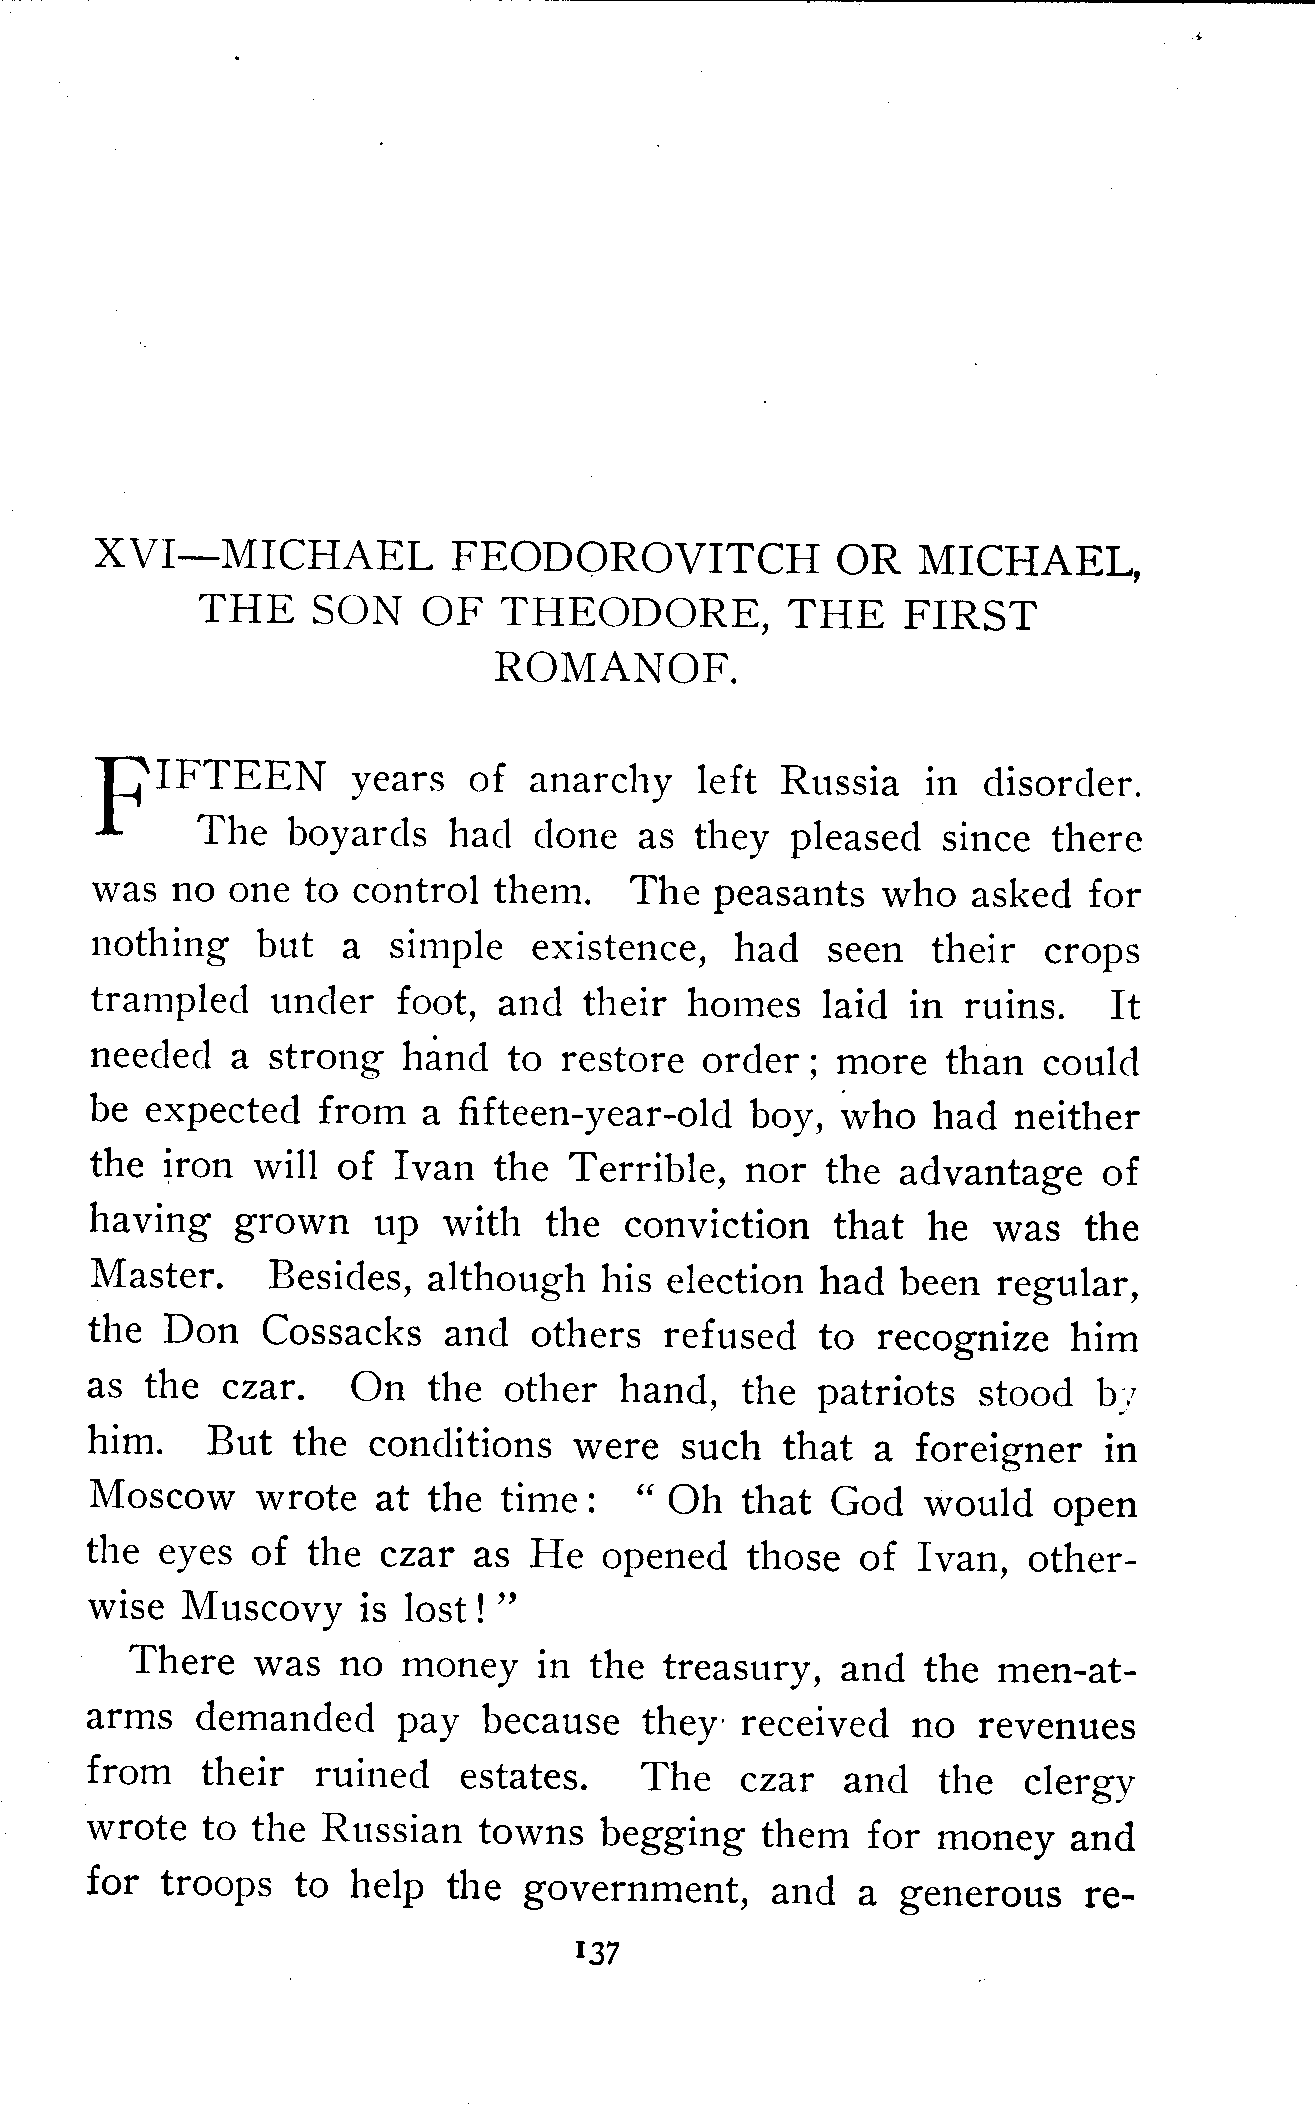 XVI—MICHAEL FEODOROVITCH OR MICHAEL,
THE SON OF THEODORE, THE FIRST
ROMANOF.
FIFTEEN years of anarchy left Russia in disorder.
The boyards had done as they pleased since there
was no one to control them. The peasants who asked for
nothing but a simple existence, had seen their crops
trampled under foot, and their homes laid in ruins. It
needed a strong hand to restore order; more than could
be expected from a fifteen-year-old boy, who had neither
the iron will of Ivan the Terrible, nor the advantage of
having grown up with the conviction that he was the
Master. Besides, although his election had been regular,
the Don Cossacks and others refused to recognize him
as the czar. On the other hand, the patriots stood by
him. But the conditions were such that a foreigner in
Moscow wrote at the time: " Oh that God would open
the eyes of the czar as He opened those of Ivan, other-
wise Muscovy is lost! "
There was no money in the treasury, and the men-at-
arms demanded pay because they received no revenues
from their ruined estates. The czar and the clergy
wrote to the Russian towns begging them for money and
for troops to help the government, and a generous re-
137